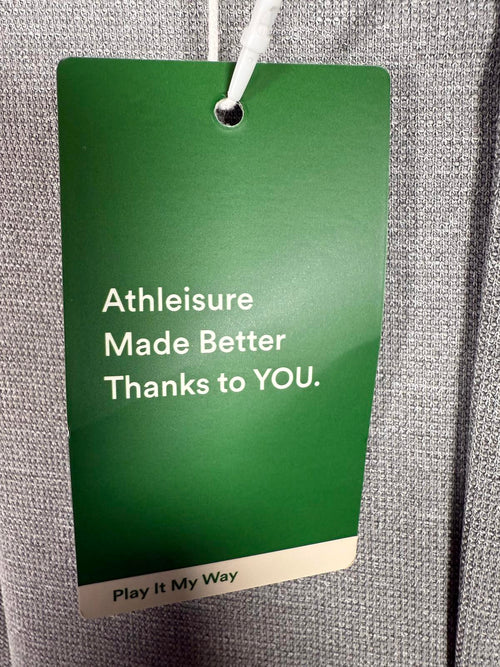 Athleisure
Made Better
Thanks to YOU.
Play It My Way